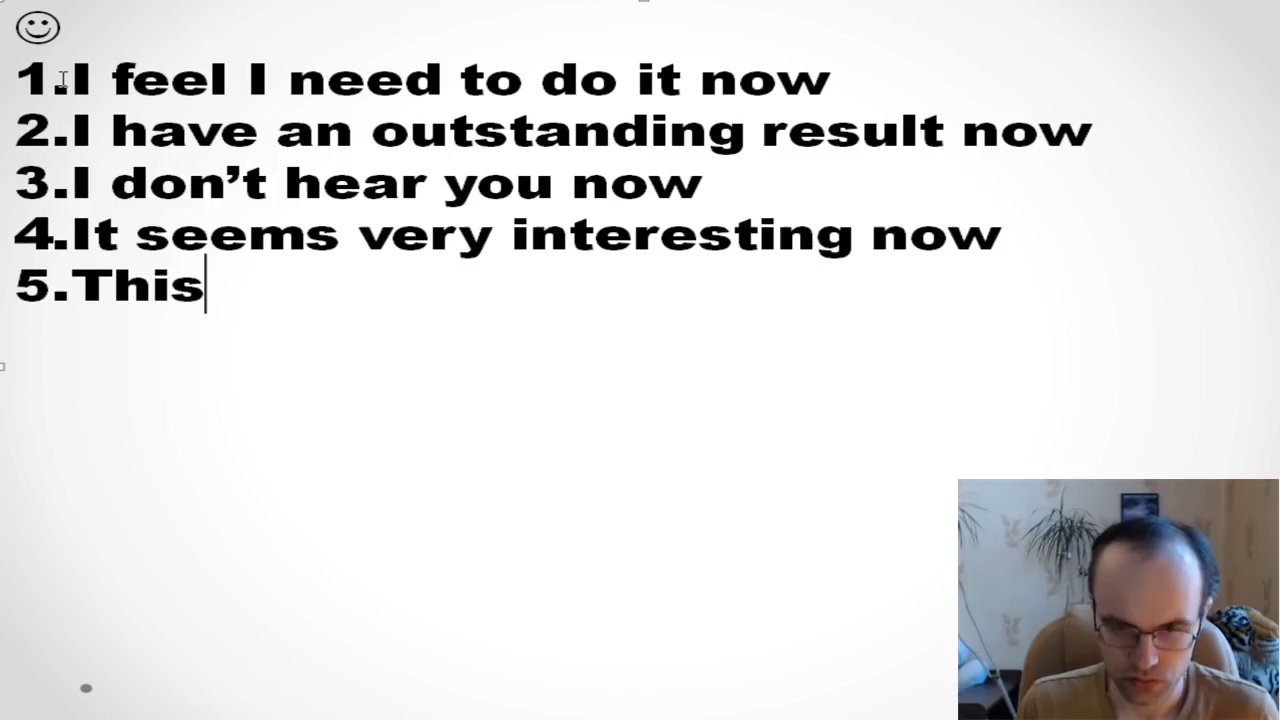 1.I feel I need to do it now
2.I have an outstanding result now
3.I don’t hear you now
4.It seems very interesting now
5.This